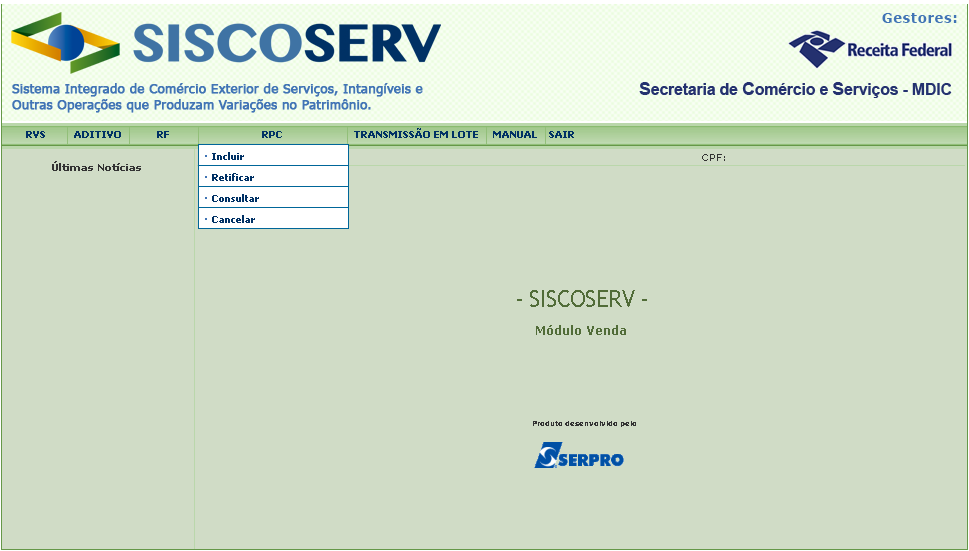 Gestores:
SISCOSERV
Receita Federal
Sistema Integrado de Comércio Exterior de Serviços, Intangíveis e
Outras Operações que Produzam Variações no Patrimônio.
Secretaria de Comércio e Serviços - MDIC
RVS ADITIVO RF RPC TRANSMISSÃO EM LOTE MANUAL SAIR
Últimas Notícias
· Incluir
· Retificar
· Consultar
· Cancelar
CPF:
- SISCOSERV -
Módulo Venda
Produto desenvolvido pelo
SERPRO